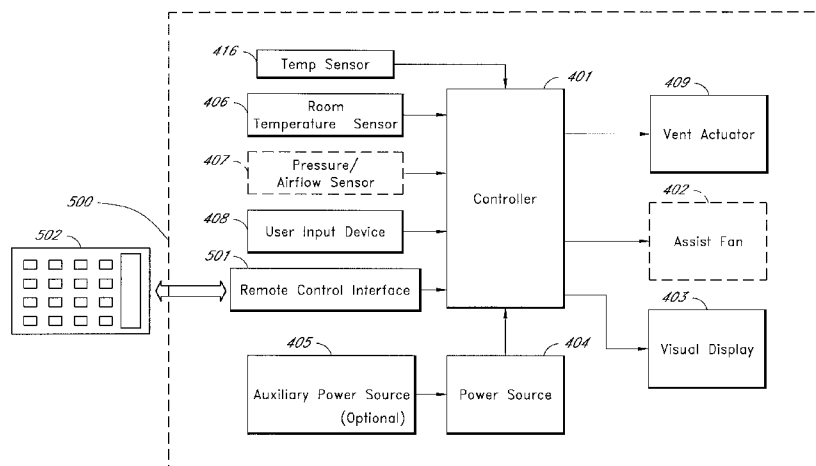 416
Temp Sensor
401
406
Room
Temperature Sensor
409
Vent Actuator
407
Pressure/
Airflow Sensor
Controller
500
408
User Input Device
402
Assist Fan
502
501
Remote Control Interface
403
Visual Display
405
Auxiliary Power Source
(Optional)
404
Power Source